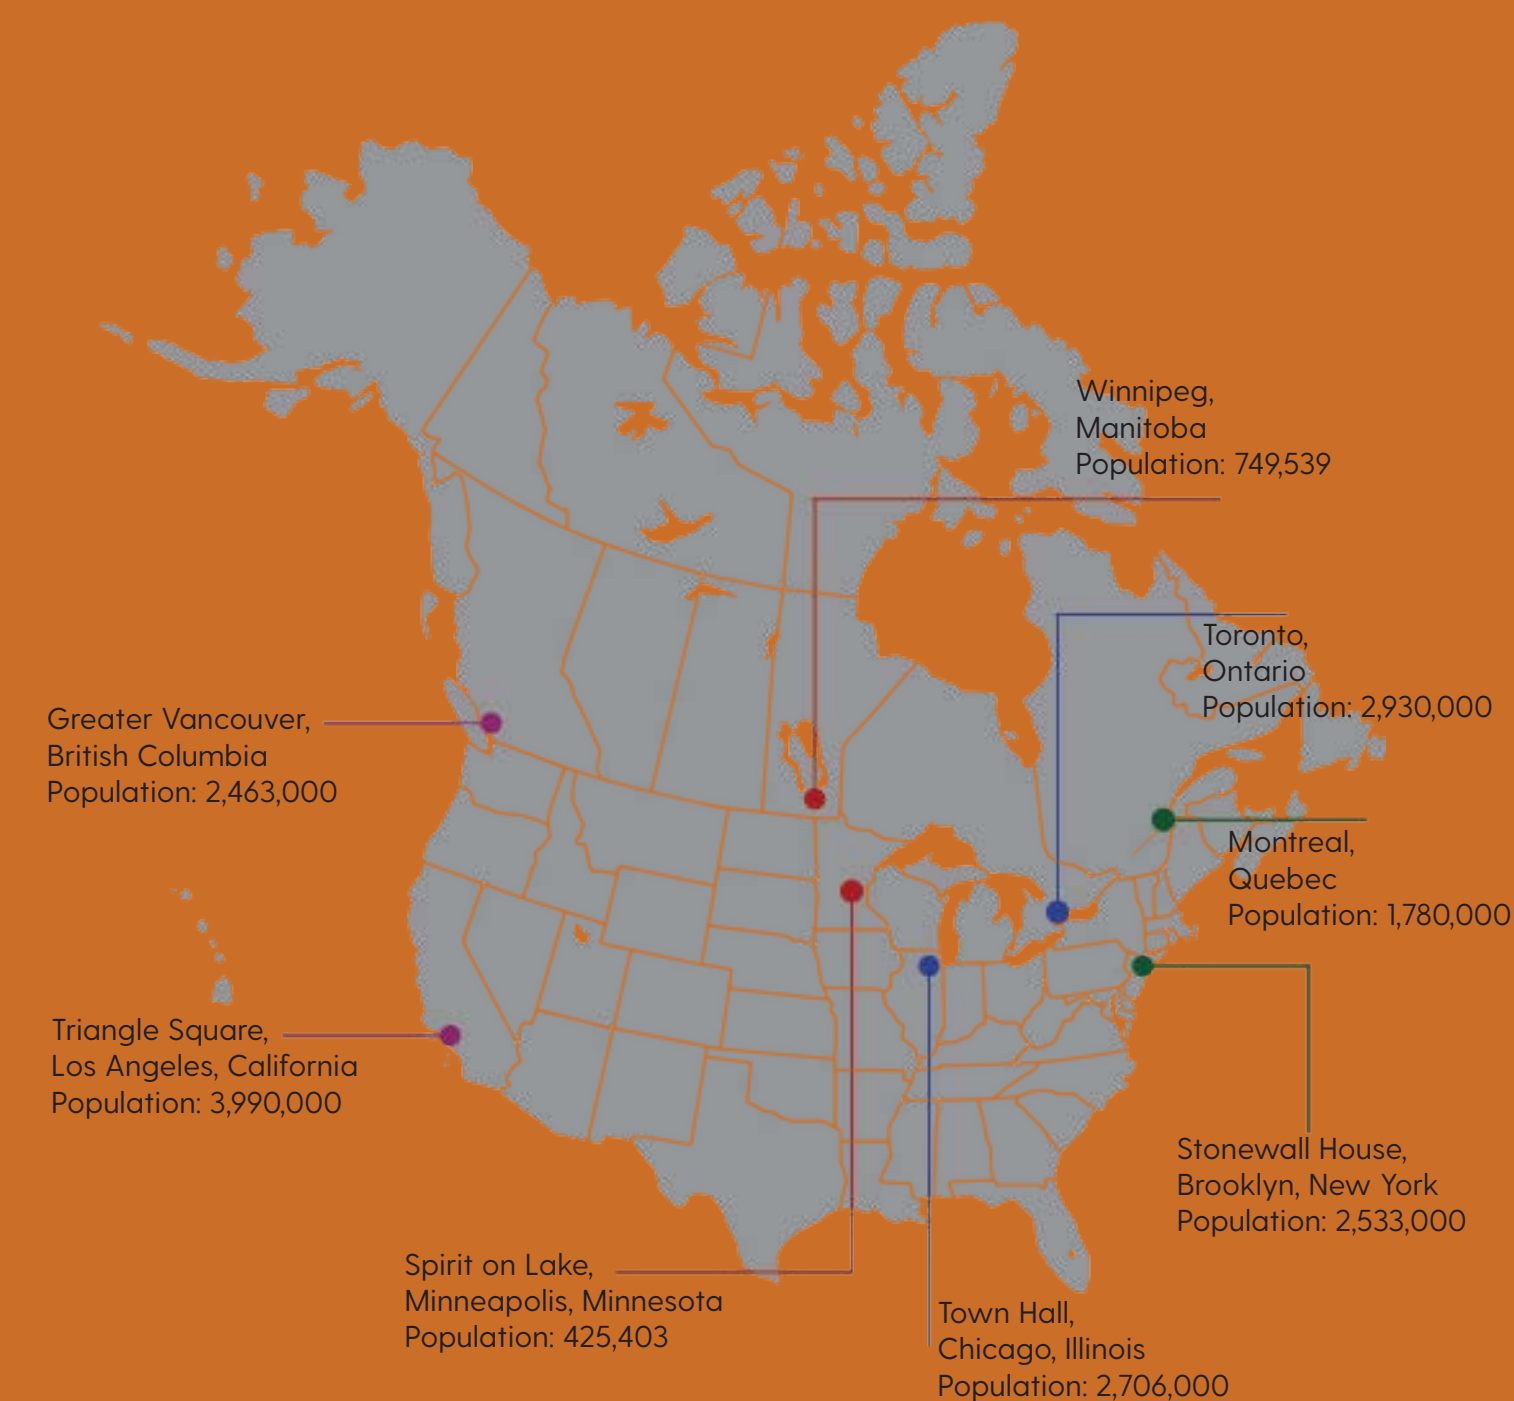 Winnipeg,
Manitoba
Population: 749,539
Toronto,
Ontario
Population: 2,930,000
Greater Vancouver,
British Columbia
Population: 2,463,000
Montreal,
Quebec
Population: 1,780,000
Triangle Square,
Los Angeles, California
Population: 3,990,000
Stonewall House,
Brooklyn, New York
Population: 2,533,000
Spirit on Lake,
Minneapolis, Minnesota
Population: 425,403
Town Hall,
Chicago, Illinois
Population: 2,706,000